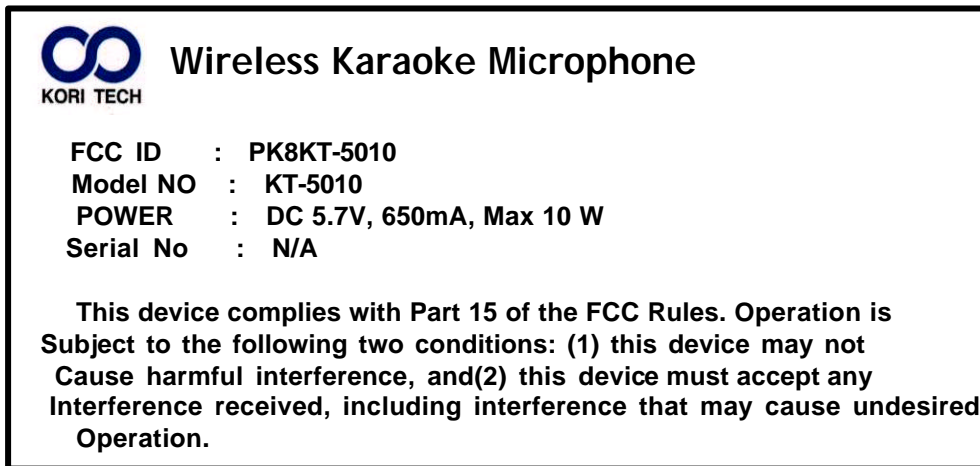 Wireless Karaoke Microphone
KORI TECH
FCC ID : PK8KT-5010
Model NO : KT-5010
POWER : DC 5.7V, 650mA, Max 10 W
Serial No : N/A
This device complies with Part 15 of the FCC Rules. Operation is
Subject to the following two conditions: (1) this device may not
Cause harmful interference, and(2) this device must accept any
Interference received, including interference that may cause undesired
Operation.